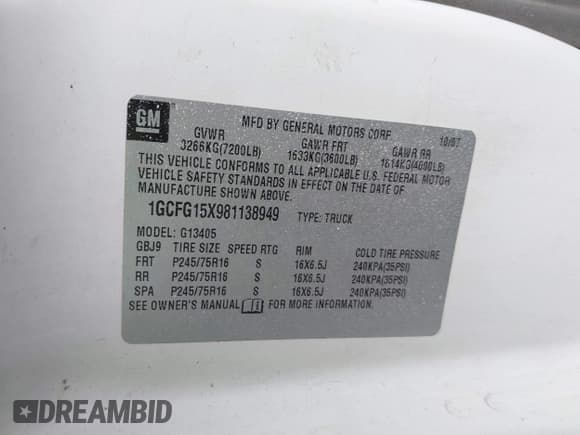 GM
MFD BY GENERAL MOTORS CORP 10/07
GVWR GAWR FRT GAWR RR
3266KG(7200LB) 1633KG(3600LB) 1814KG(4000LB)
THIS VEHICLE CONFORMS TO ALL APPLICABLE U.S. FEDERAL MOTOR
VEHICLE SAFETY STANDARDS IN EFFECT ON THE DATE OF
MANUFACTURE SHOWN ABOVE.
1GCFG15X981138949 TYPE: TRUCK
MODEL: G13405
GBJ9 TIRE SIZE SPEED RTG RIM COLD TIRE PRESSURE
FRT P245/75R16 S 16X6.5J 240KPA(35PSI)
RR P245/75R16 S 16X6.5J 240KPA(35PSI)
SPA P245/75R16 S 16X6.5J 240KPA(35PSI)
SEE OWNER'S MANUAL FOR MORE INFORMATION.
DREAMBID